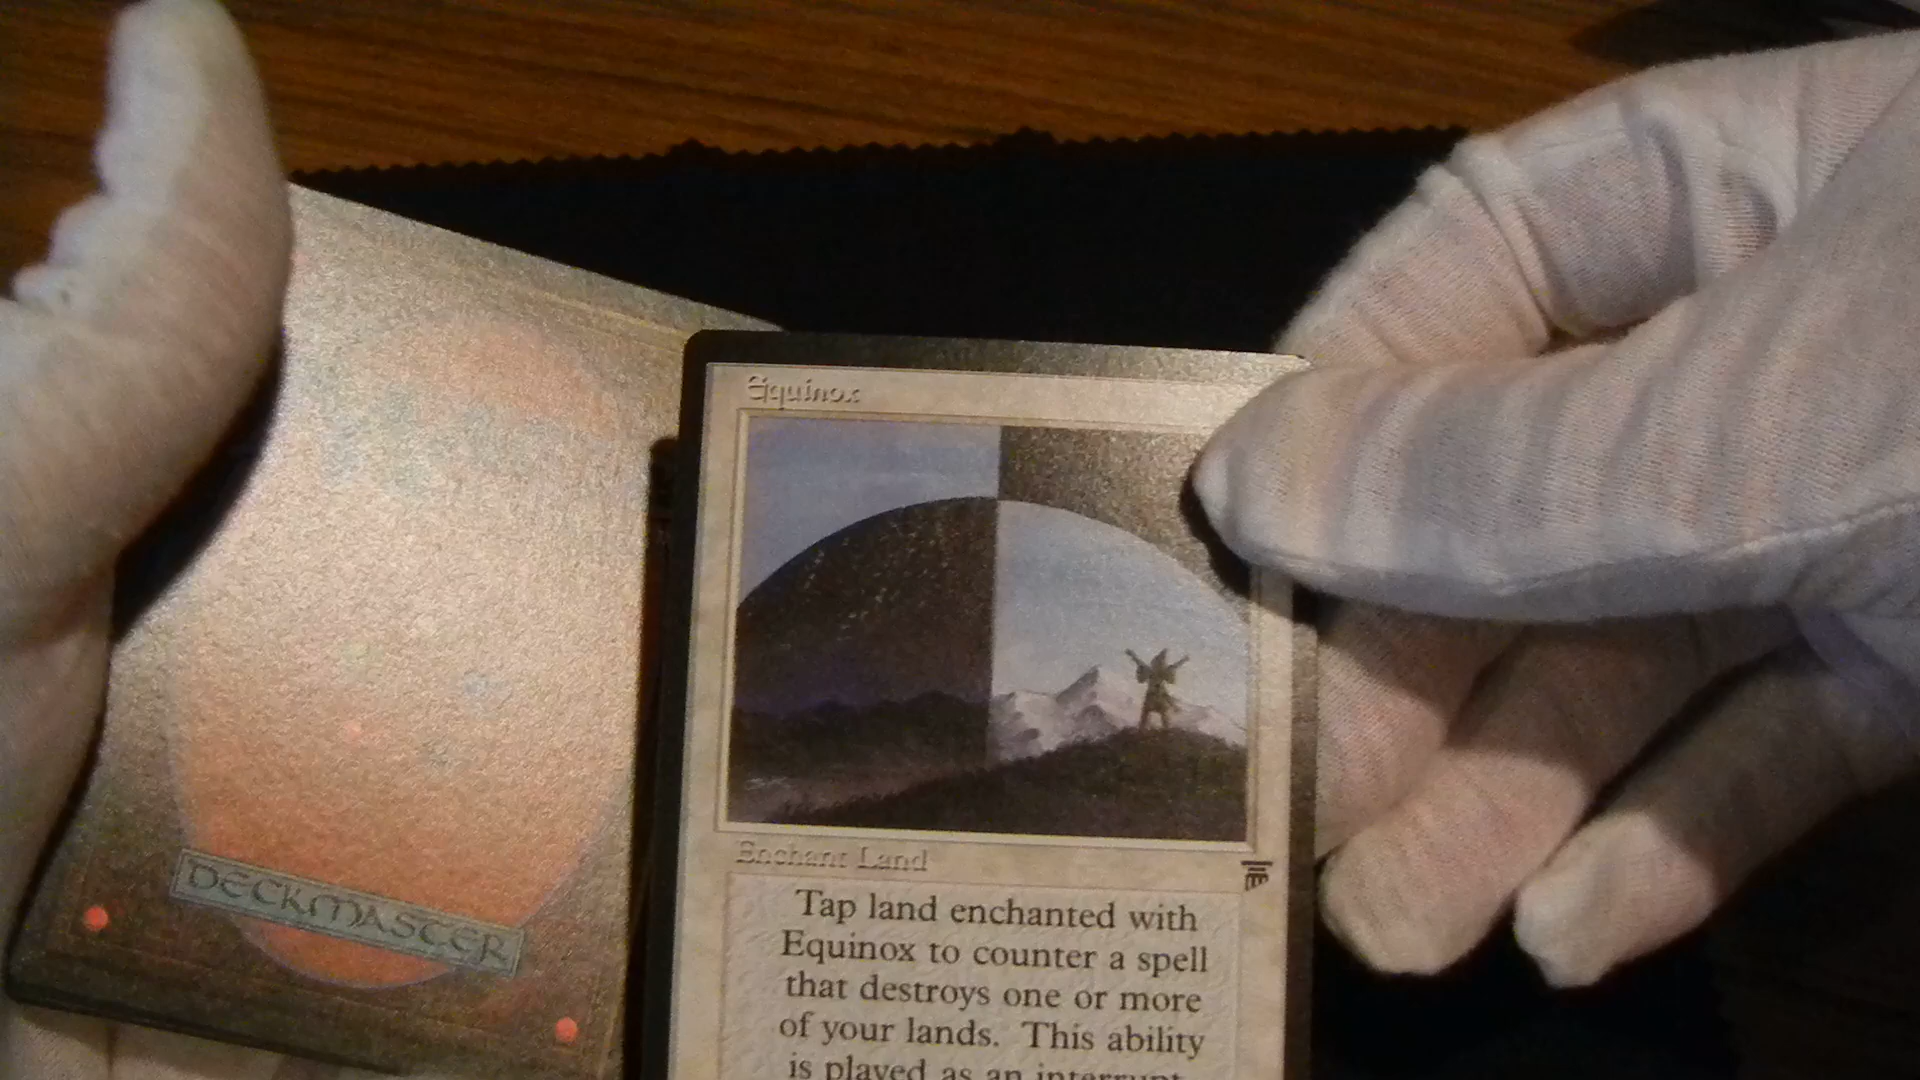 Equinox
Enchant Land
Tap land enchanted with
Equinox to counter a spell
that destroys one or more
of your lands. This ability
is played as an interrupt.
DECKMASTER